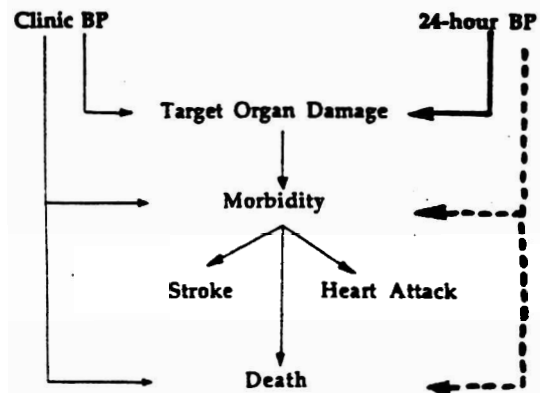 Clinic BP 24-hour BP
Target Organ Damage
Morbidity
Stroke Heart Attack
Death